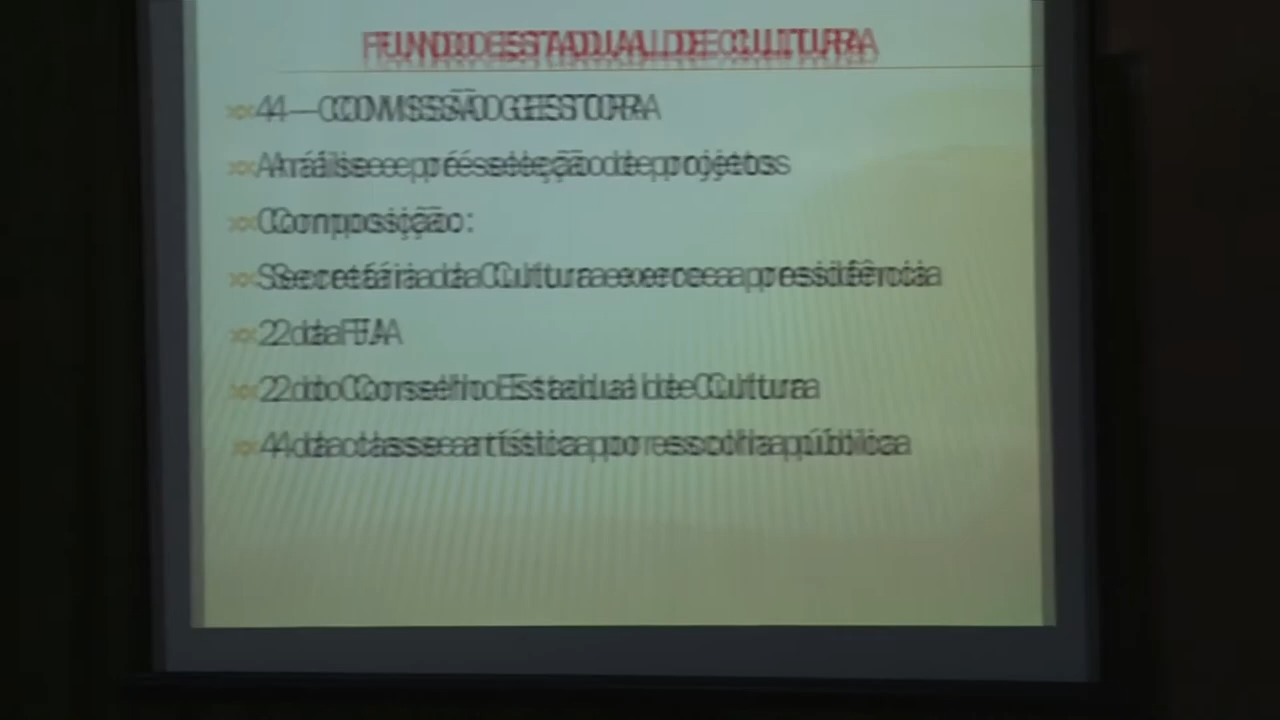 FUNDO ESTADUAL DE CULTURA
4 – COMISSÃO GESTORA
Análise e pré seleção de projetos
Composição:
Secretária da Cultura exerce a presidência
2 da
2 do Conselho Estadual de Cultura
4 da classe artística por escolha pública